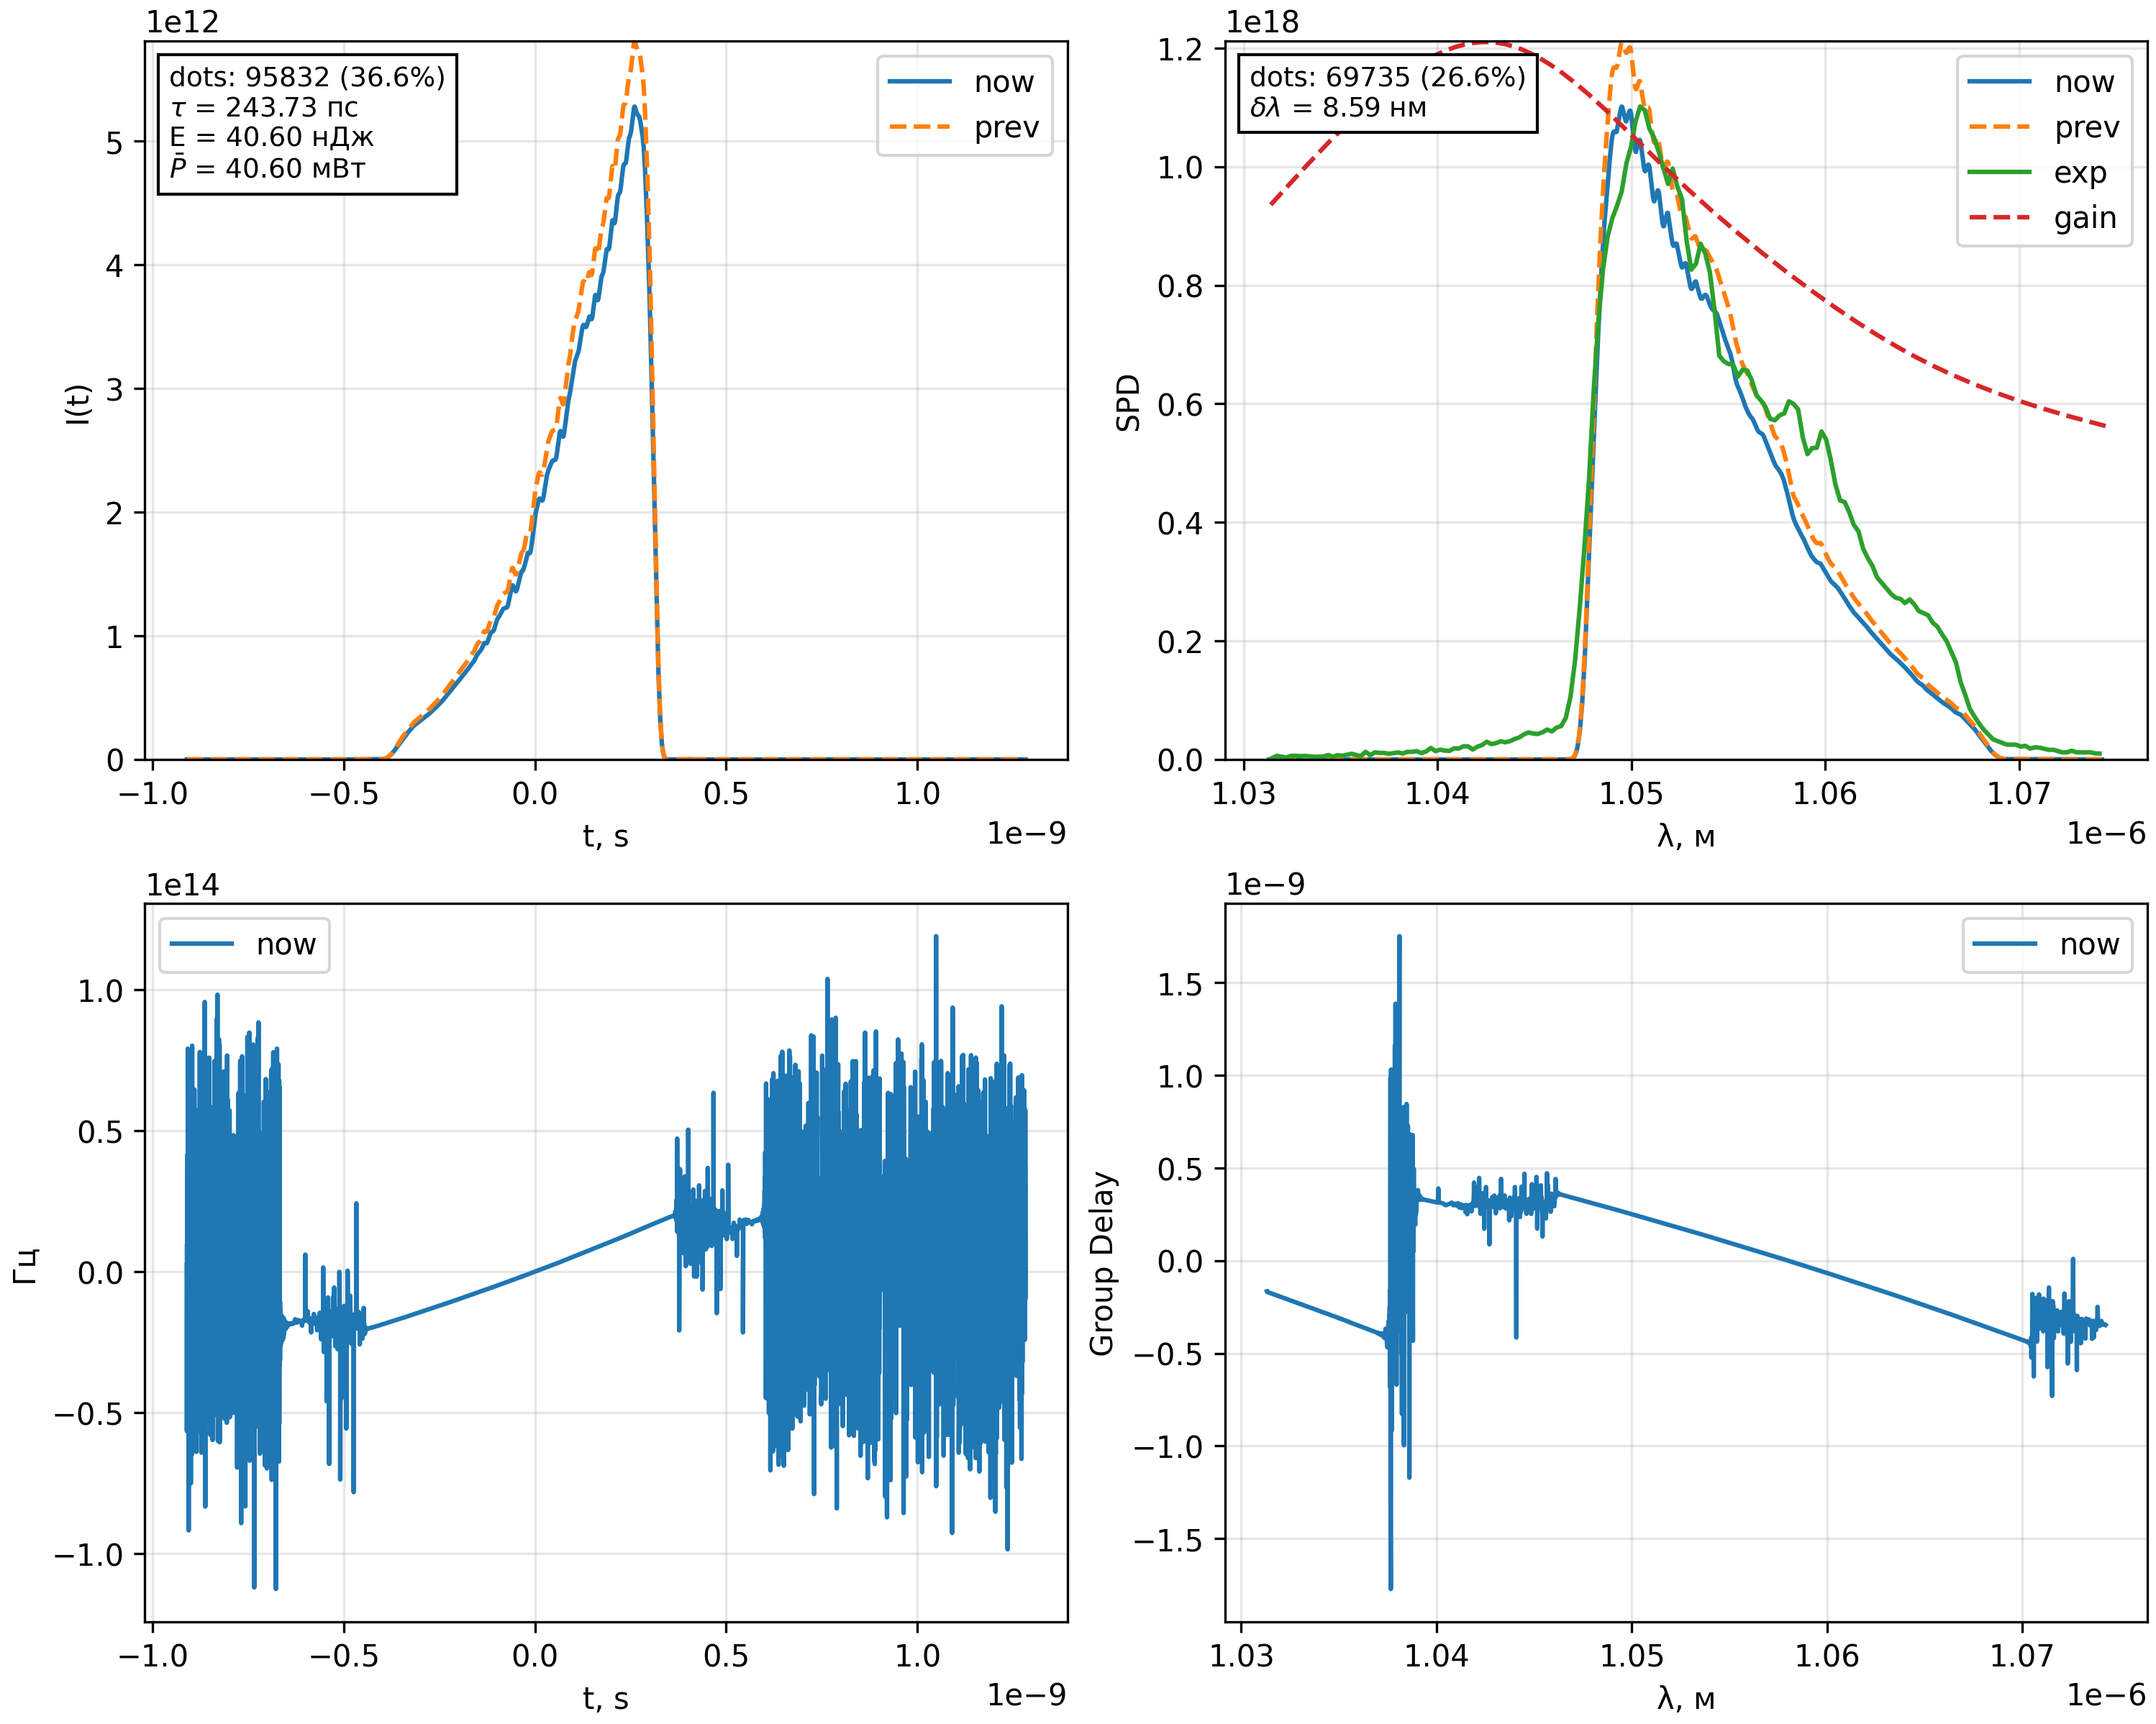 1e12
dots: 95832 (36.6%)
τ = 243.73 пс
E = 40.60 нДж
P̄ = 40.60 мВт
now
prev
I(t)
5
4
3
2
1
0
−1.0
−0.5
0.0
0.5
1.0
t, s
1e−9
1e18
dots: 69735 (26.6%)
δλ = 8.59 нм
now
prev
exp
gain
SPD
1.2
1.0
0.8
0.6
0.4
0.2
0.0
1.03
1.04
1.05
1.06
1.07
λ, м
1e−6
1e14
now
Гц
1.0
0.5
0.0
−0.5
−1.0
−1.0
−0.5
0.0
0.5
1.0
t, s
1e−9
1e−9
now
Group Delay
1.5
1.0
0.5
0.0
−0.5
−1.0
−1.5
1.03
1.04
1.05
1.06
1.07
λ, м
1e−6